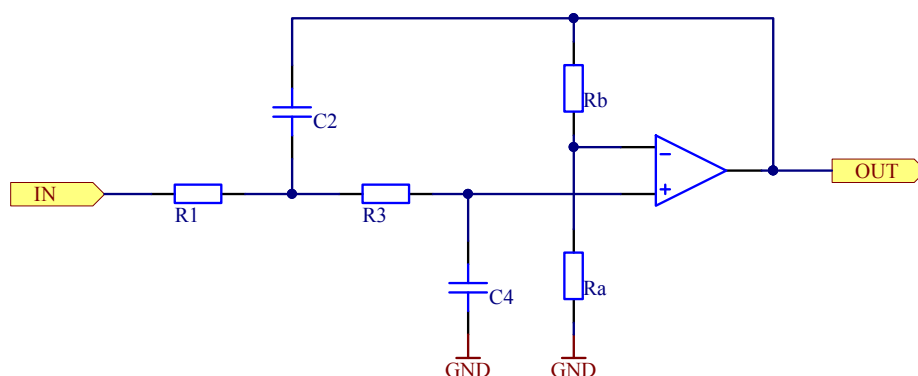 Rb
C2
IN
R1
R3
−
+
OUT
C4
Ra
GND
GND